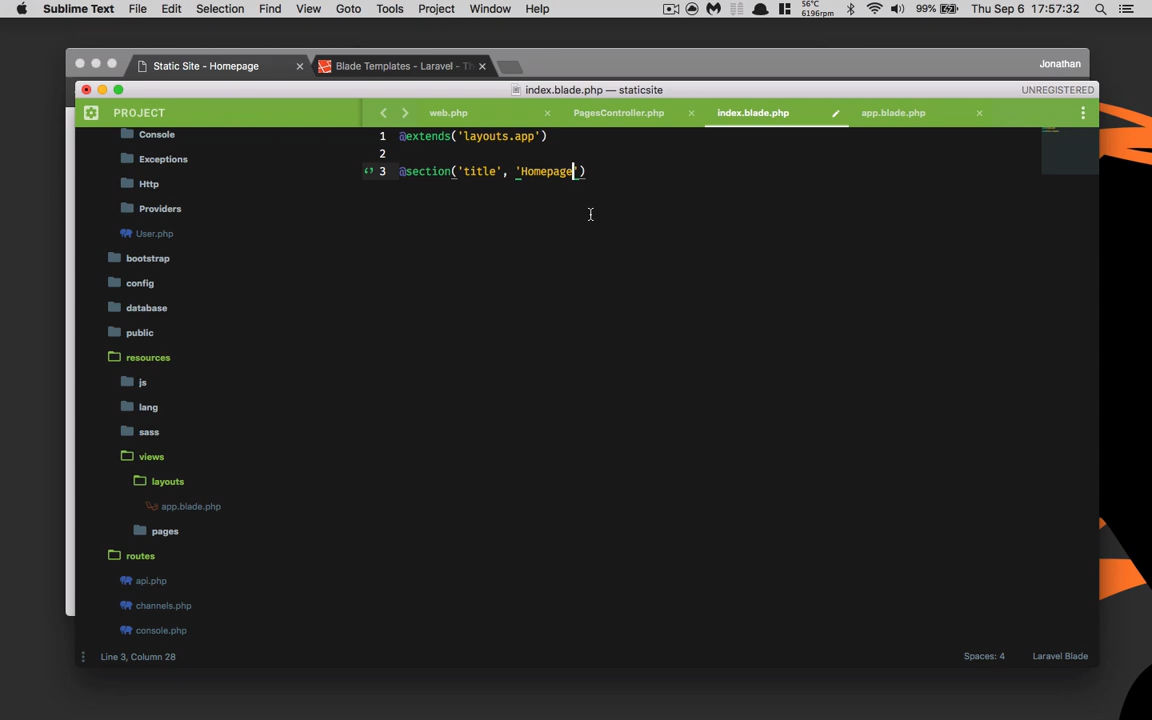 Sublime Text File Edit Selection Find View Goto Tools Project Window Help 56°C 6196rpm 99% Thu Sep 6 17:57:32
Static Site - Homepage Blade Templates - Laravel - Th Jonathan
index.blade.php — staticsite UNREGISTERED
PROJECT web.php PagesController.php index.blade.php app.blade.php
Console
Exceptions
Http
Providers
User.php
bootstrap
config
database
public
resources
js
lang
sass
views
layouts
app.blade.php
pages
routes
api.php
channels.php
console.php
1 @extends('layouts.app')
2
3 @section('title', 'Homepage')
Line 3, Column 28 Spaces: 4 Laravel Blade